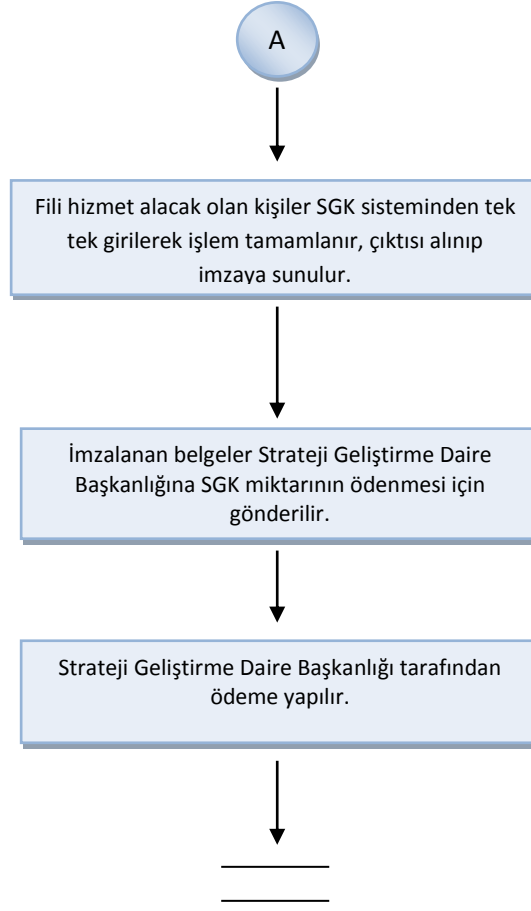 A
Fili hizmet alacak olan kişiler SGK sisteminden tek
tek girilerek işlem tamamlanır, çıktısı alınıp
imzaya sunulur.
İmzalanan belgeler Strateji Geliştirme Daire
Başkanlığına SGK miktarının ödenmesi için
gönderilir.
Strateji Geliştirme Daire Başkanlığı tarafından
ödeme yapılır.